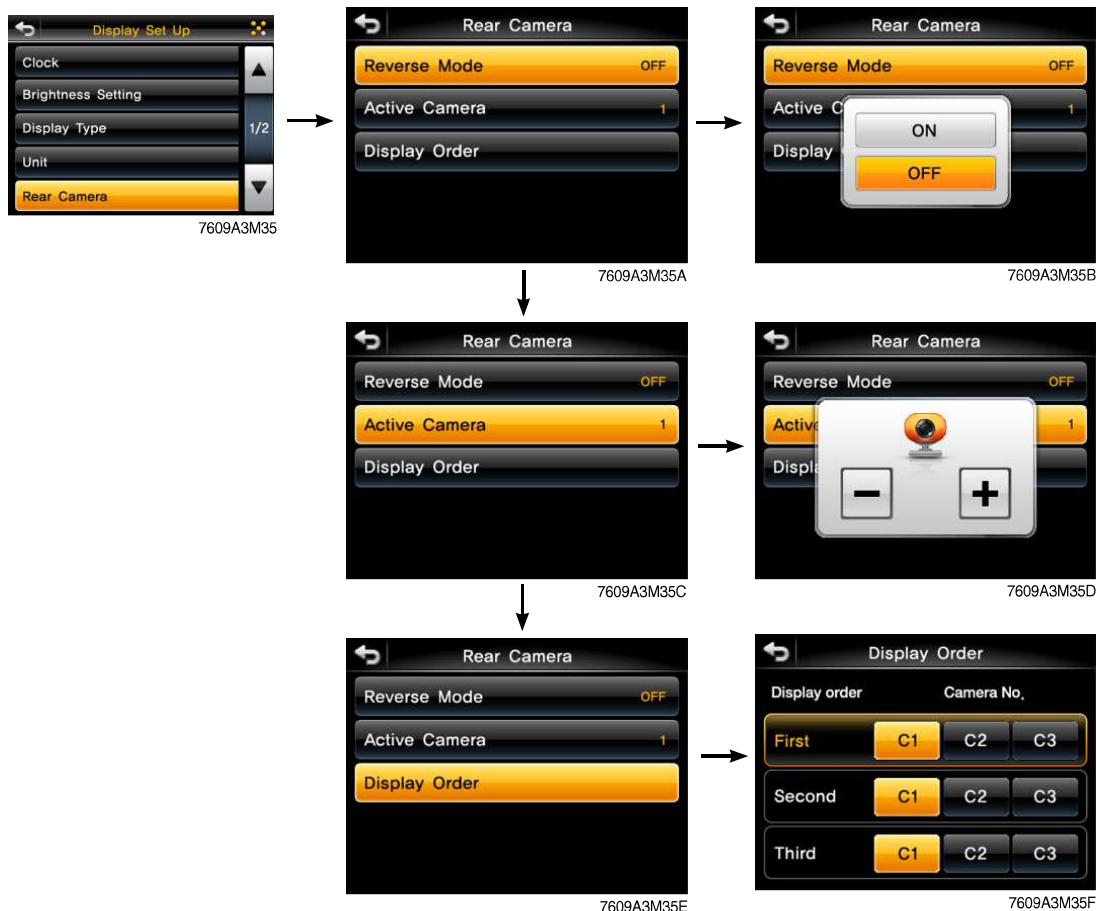 Display Set Up
Clock
Brightness Setting
Display Type
1/2
Unit
Rear Camera
7609A3M35
Rear Camera
Reverse Mode OFF
Active Camera 1
Display Order
7609A3M35A
Rear Camera
Reverse Mode OFF
Active C 1
ON
Display
OFF
7609A3M35B
Rear Camera
Reverse Mode OFF
Active Camera 1
Display Order
7609A3M35C
Rear Camera
Reverse Mode OFF
Active 1
Displa
− +
7609A3M35D
Rear Camera
Reverse Mode OFF
Active Camera 1
Display Order
7609A3M35E
Display Order
Display order Camera No.
First C1 C2 C3
Second C1 C2 C3
Third C1 C2 C3
7609A3M35F